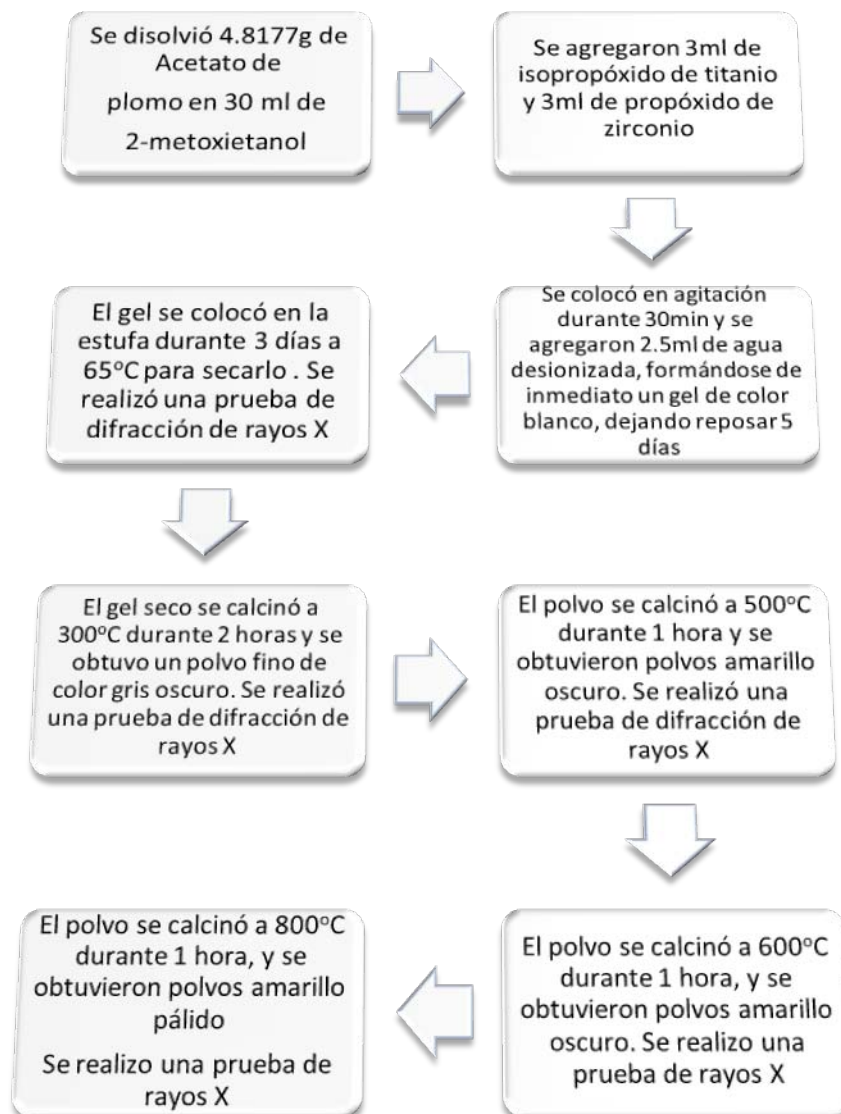 Se disolvió 4.8177g de
Acetato de
plomo en 30 ml de
2-metoxietanol
Se agregaron 3ml de
isopropóxido de titanio
y 3ml de propóxido de
zirconio
Se colocó en agitación
durante 30min y se
agregaron 2.5ml de agua
desionizada, formándose de
inmediato un gel de color
blanco, dejando reposar 5
días
El gel se colocó en la
estufa durante 3 días a
65°C para secarlo . Se
realizó una prueba de
difracción de rayos X
El gel seco se calcinó a
300°C durante 2 horas y se
obtuvo un polvo fino de
color gris oscuro. Se realizó
una prueba de difracción de
rayos X
El polvo se calcinó a 500°C
durante 1 hora y se
obtuvieron polvos amarillo
oscuro. Se realizó una
prueba de difracción de
rayos X
El polvo se calcinó a 600°C
durante 1 hora, y se
obtuvieron polvos amarillo
oscuro. Se realizo una
prueba de rayos X
El polvo se calcinó a 800°C
durante 1 hora, y se
obtuvieron polvos amarillo
pálido
Se realizo una prueba de
rayos X